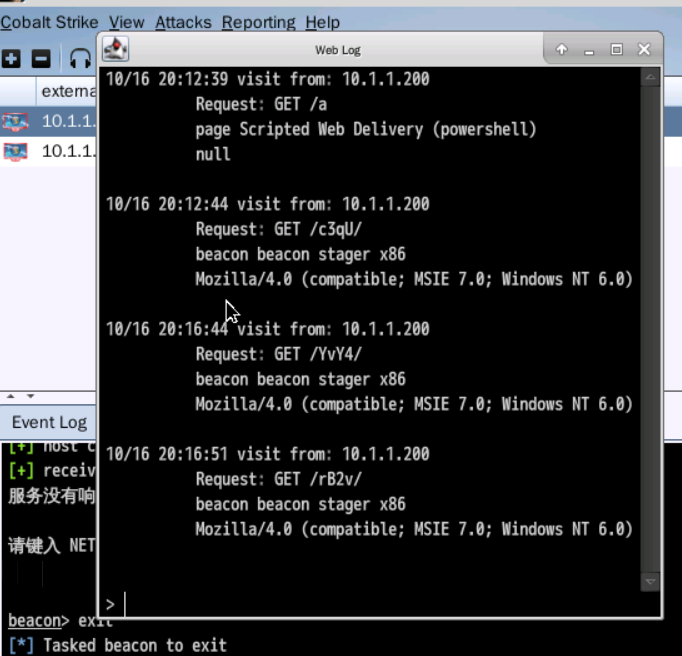 Cobalt Strike View Attacks Reporting Help
Web Log
externa
10.1.1.
10.1.1.
10/16 20:12:39 visit from: 10.1.1.200
Request: GET /a
page Scripted Web Delivery (powershell)
null
10/16 20:12:44 visit from: 10.1.1.200
Request: GET /c3qU/
beacon beacon stager x86
Mozilla/4.0 (compatible; MSIE 7.0; Windows NT 6.0)
10/16 20:16:44 visit from: 10.1.1.200
Request: GET /YvY4/
beacon beacon stager x86
Mozilla/4.0 (compatible; MSIE 7.0; Windows NT 6.0)
10/16 20:16:51 visit from: 10.1.1.200
Request: GET /rB2v/
beacon beacon stager x86
Mozilla/4.0 (compatible; MSIE 7.0; Windows NT 6.0)
>
Event Log
[+] host c
[+] receiv
服务没有响
请键入 NET
beacon> exit
[*] Tasked beacon to exit